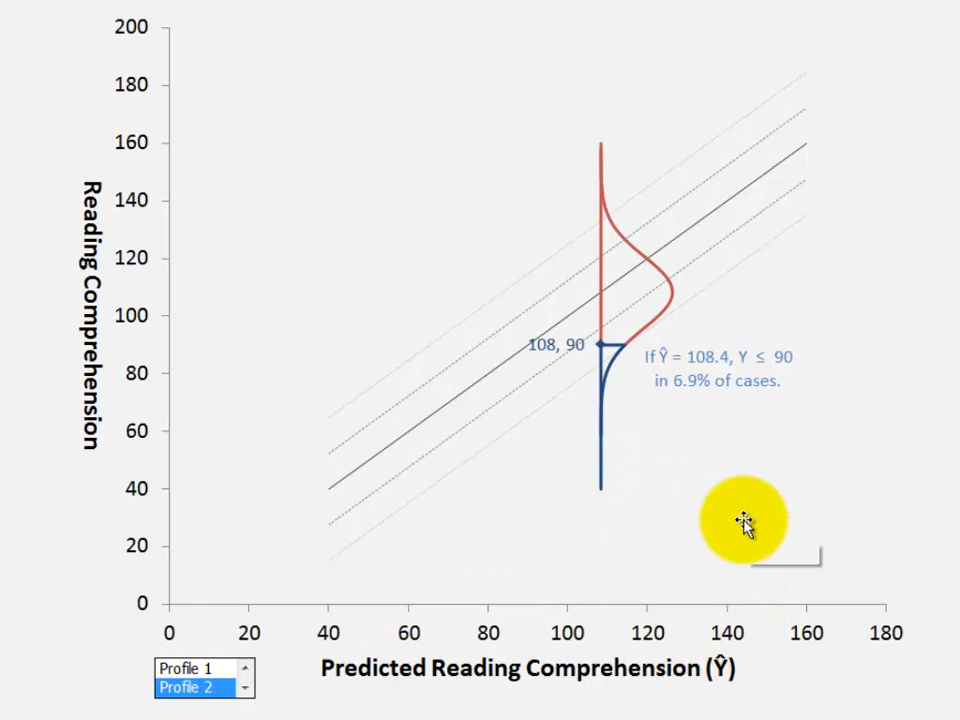 200
180
160
140
120
100
80
60
40
20
0
Reading Comprehension
108, 90
If Ŷ = 108.4, Y ≤ 90
in 6.9% of cases.
0 20 40 60 80 100 120 140 160 180
Predicted Reading Comprehension (Ŷ)
Profile 1
Profile 2